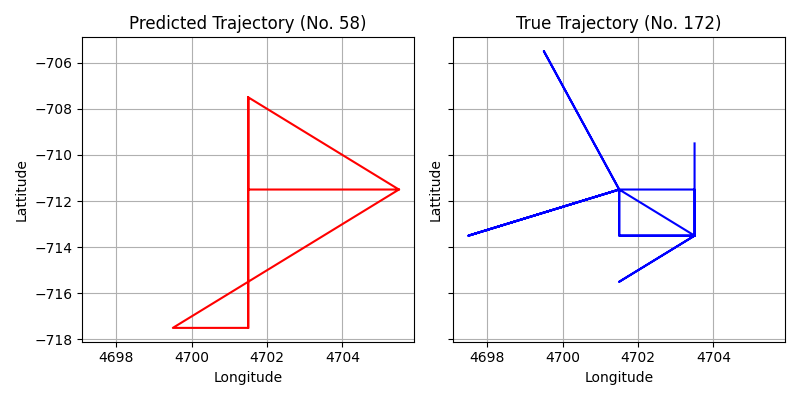 Predicted Trajectory (No. 58)
True Trajectory (No. 172)
−706
−708
−710
−712
−714
−716
−718
Lattitude
Lattitude
4698 4700 4702 4704
4698 4700 4702 4704
Longitude
Longitude